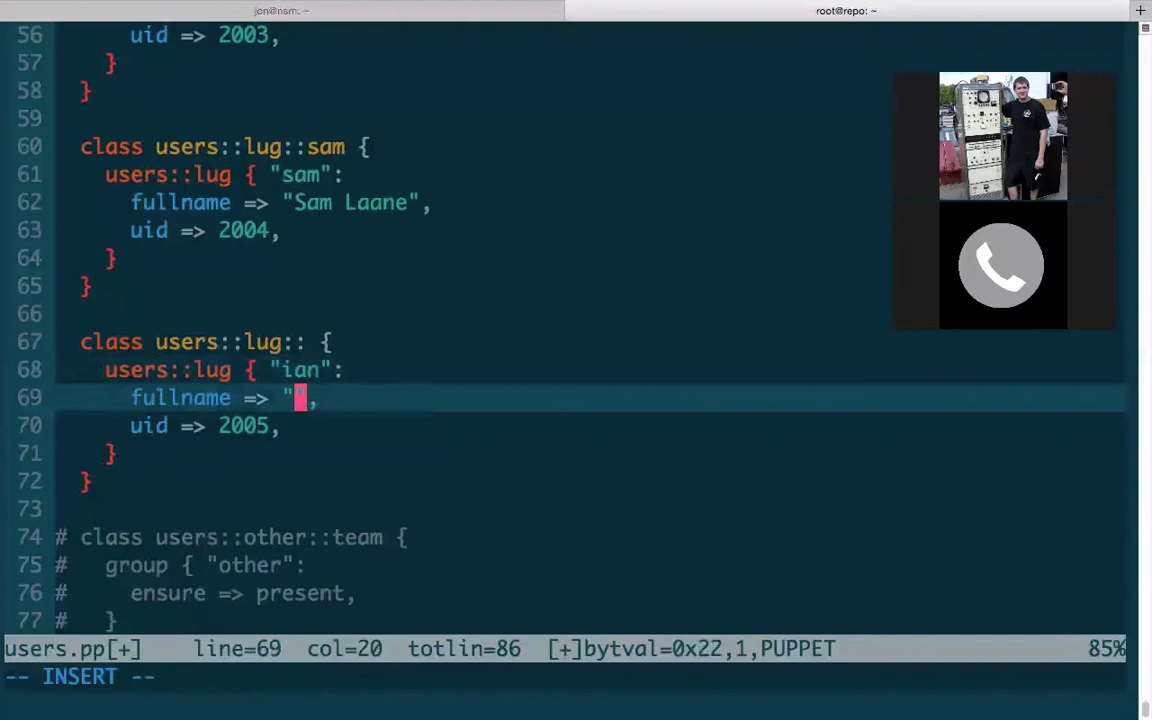 jon@nsm: ~
root@repo: ~
56 uid => 2003,
57 }
58 }
59
60 class users::lug::sam {
61 users::lug { "sam":
62 fullname => "Sam Laane",
63 uid => 2004,
64 }
65 }
66
67 class users::lug:: {
68 users::lug { "ian":
69 fullname => "",
70 uid => 2005,
71 }
72 }
73
74 # class users::other::team {
75 # group { "other":
76 # ensure => present,
77 # }
users.pp[+] line=69 col=20 totlin=86 [+]bytval=0x22,1,PUPPET 85%
-- INSERT --